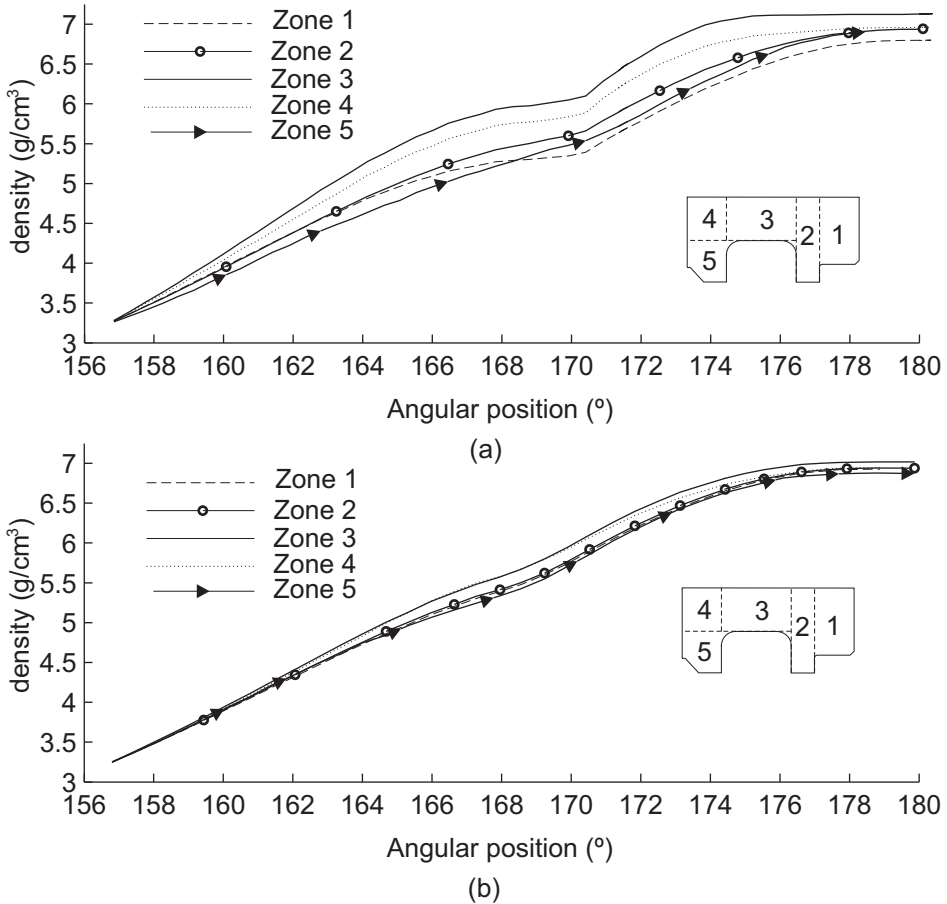 7
6.5
6
5.5
5
4.5
4
3.5
3
density (g/cm³)
Zone 1
Zone 2
Zone 3
Zone 4
Zone 5
4 3 2 1
5
156 158 160 162 164 166 168 170 172 174 176 178 180
Angular position (º)
(a)
7
6.5
6
5.5
5
4.5
4
3.5
3
density (g/cm³)
Zone 1
Zone 2
Zone 3
Zone 4
Zone 5
4 3 2 1
5
156 158 160 162 164 166 168 170 172 174 176 178 180
Angular position (º)
(b)